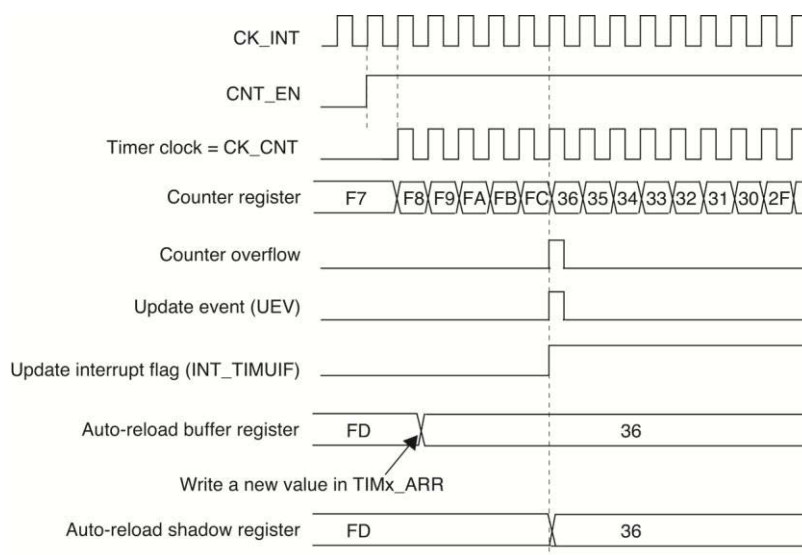 CK_INT
CNT_EN
Timer clock = CK_CNT
Counter register F7 F8 F9 FA FB FC 36 35 34 33 32 31 30 2F
Counter overflow
Update event (UEV)
Update interrupt flag (INT_TIMUIF)
Auto-reload buffer register FD 36
Write a new value in TIMx_ARR
Auto-reload shadow register FD 36